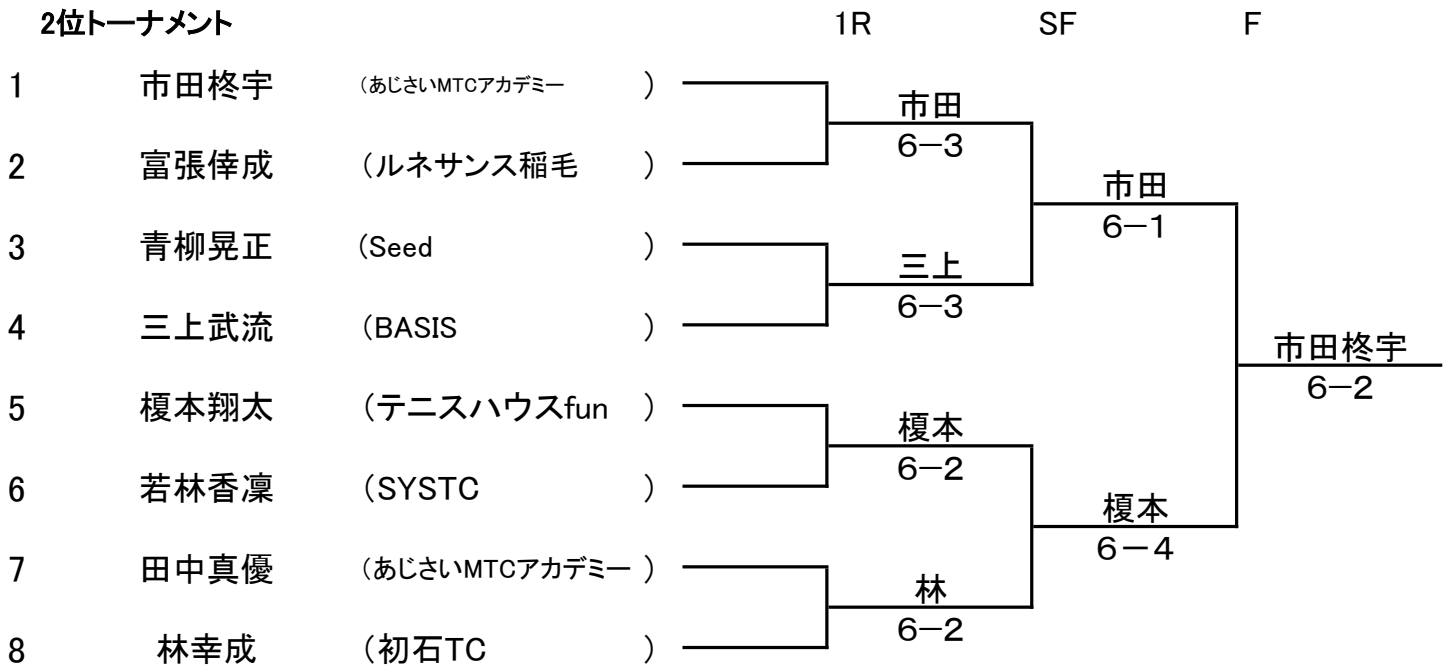 2位トーナメント 1R SF F
1 市田柊宇 (あじさいMTCアカデミー )
市田
6-3
2 富張倖成 (ルネサンス稲毛 )
市田
6-1
3 青柳晃正 (Seed )
三上
6-3
4 三上武流 (BASIS )
市田柊宇
6-2
5 榎本翔太 (テニスハウスfun )
榎本
6-2
6 若林香凜 (SYSTC )
榎本
6-4
7 田中真優 (あじさいMTCアカデミー )
林
6-2
8 林幸成 (初石TC )